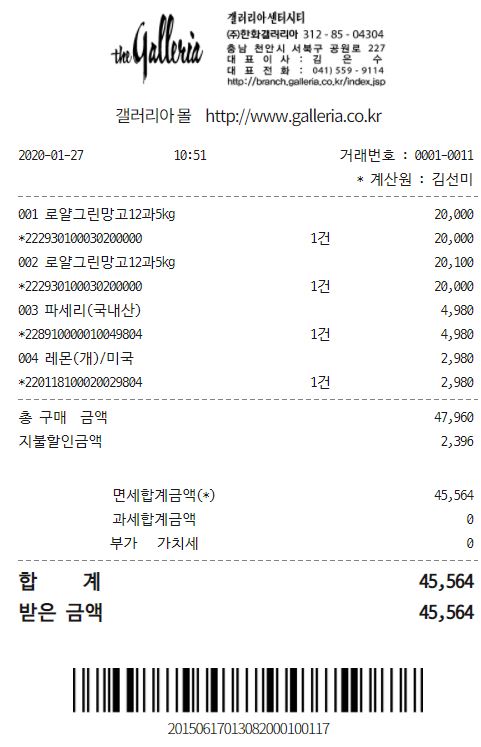 the Galleria
갤러리아센터시티
(주)한화갤러리아 312 - 85 - 04304
충남 천안시 서북구 공원로 227
대 표 이 사 : 김 은 수
대 표 전 화 : 041) 559 - 9114
http://branch.galleria.co.kr/index.jsp
갤러리아 몰 http://www.galleria.co.kr
2020-01-27 10:51 거래번호 : 0001-0011
* 계산원 : 김선미
001 로얄그린망고12과5kg 20,000
*222930100030200000 1건 20,000
002 로얄그린망고12과5kg 20,100
*222930100030200000 1건 20,000
003 파세리(국내산) 4,980
*228910000010049804 1건 4,980
004 레몬(개)/미국 2,980
*220118100020029804 1건 2,980
총 구매 금액 47,960
지불할인금액 2,396
면세합계금액(*) 45,564
과세합계금액 0
부가 가치세 0
합 계 45,564
받은 금액 45,564
20150617013082000100117